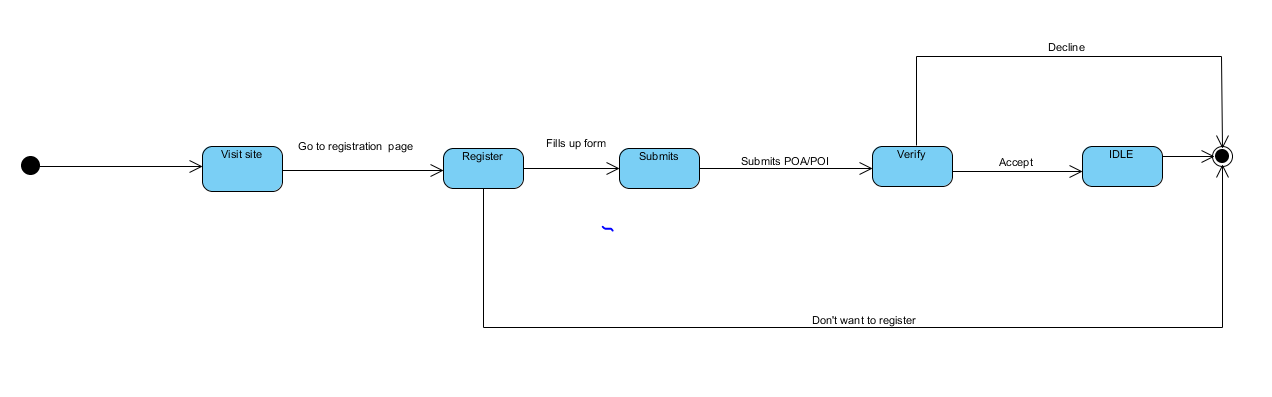 Decline
Go to registration  page
Fills up form
Visit site
Register
Submits
Submits POA/POI
Verify
Accept
IDLE
Don't want to register